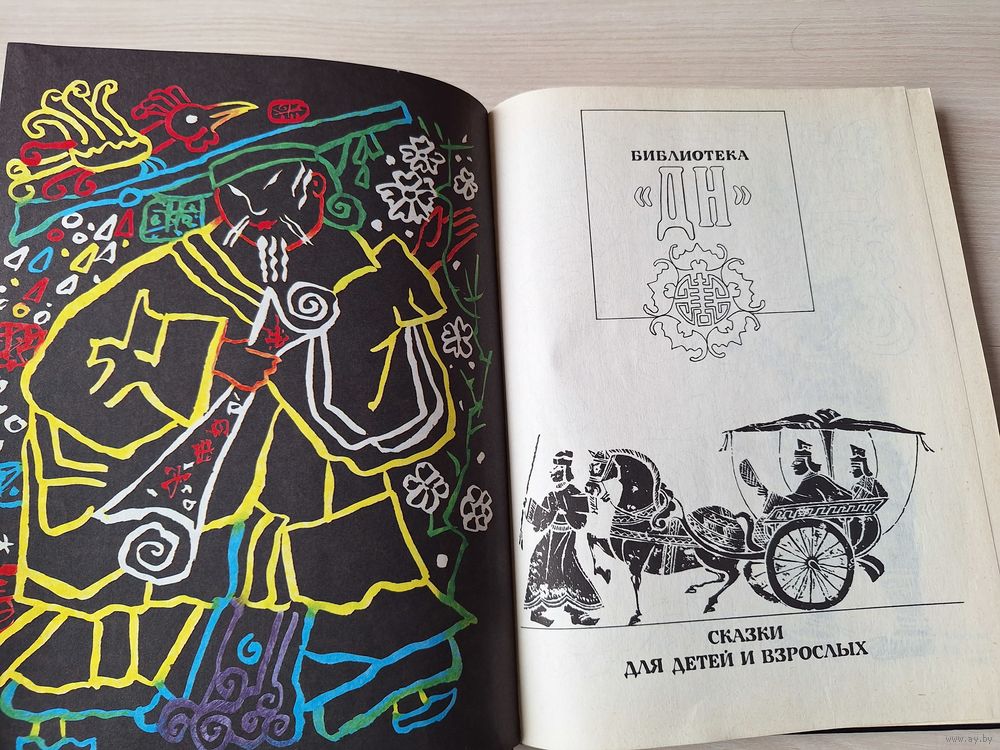 БИБЛИОТЕКА
«ДН»
СКАЗКИ
ДЛЯ ДЕТЕЙ И ВЗРОСЛЫХ
www.ay.by